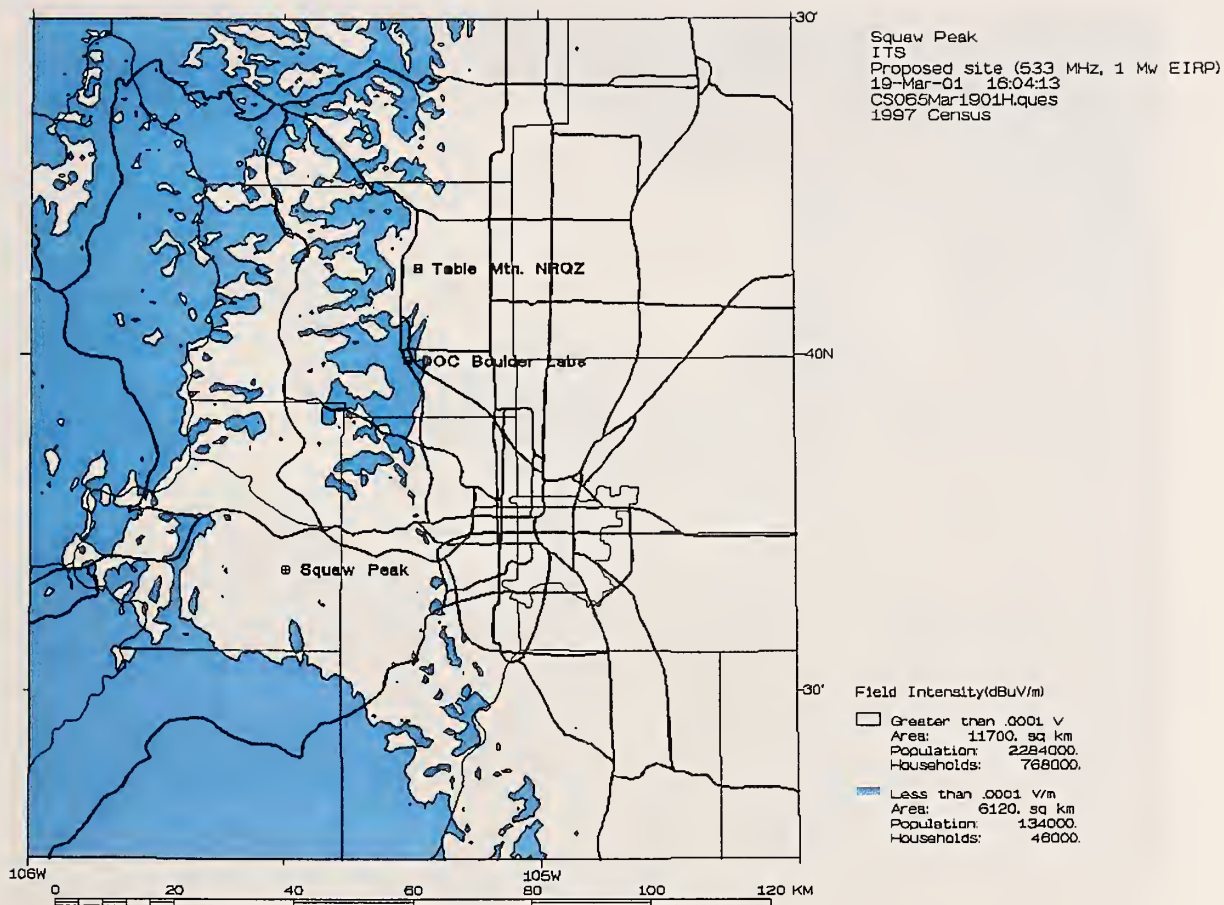 Squaw Peak
ITS
Proposed site (533 MHz, 1 Mw EIRP)
19-Mar-01 16:04:13
CS065Mar1901H.ques
1997 Census
30'
Table Mtn. NRQZ
40N
DOC Boulder Labs
Squaw Peak
30'
Field Intensity(dBuV/m)
Greater than .0001 V
Area: 11700. sq km
Population: 2284000.
Households: 768000.
Less than .0001 V/m
Area: 6120. sq km
Population: 134000.
Households: 46000.
106W 105W
0 20 40 60 80 100 120 KM